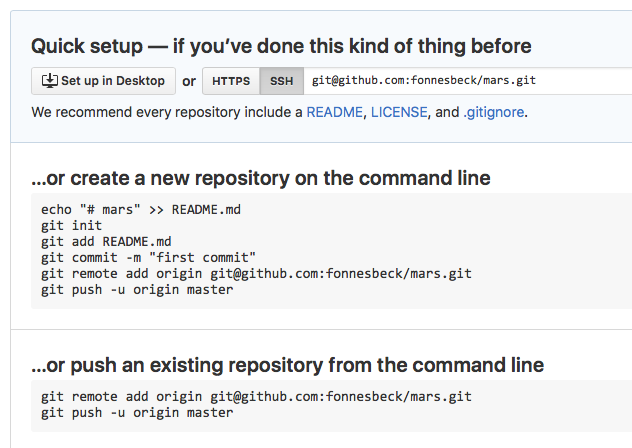 Quick setup — if you’ve done this kind of thing before
Set up in Desktop or HTTPS SSH git@github.com:fonnesbeck/mars.git
We recommend every repository include a README, LICENSE, and .gitignore.
…or create a new repository on the command line
echo "# mars" >> README.md
git init
git add README.md
git commit -m "first commit"
git remote add origin git@github.com:fonnesbeck/mars.git
git push -u origin master
…or push an existing repository from the command line
git remote add origin git@github.com:fonnesbeck/mars.git
git push -u origin master